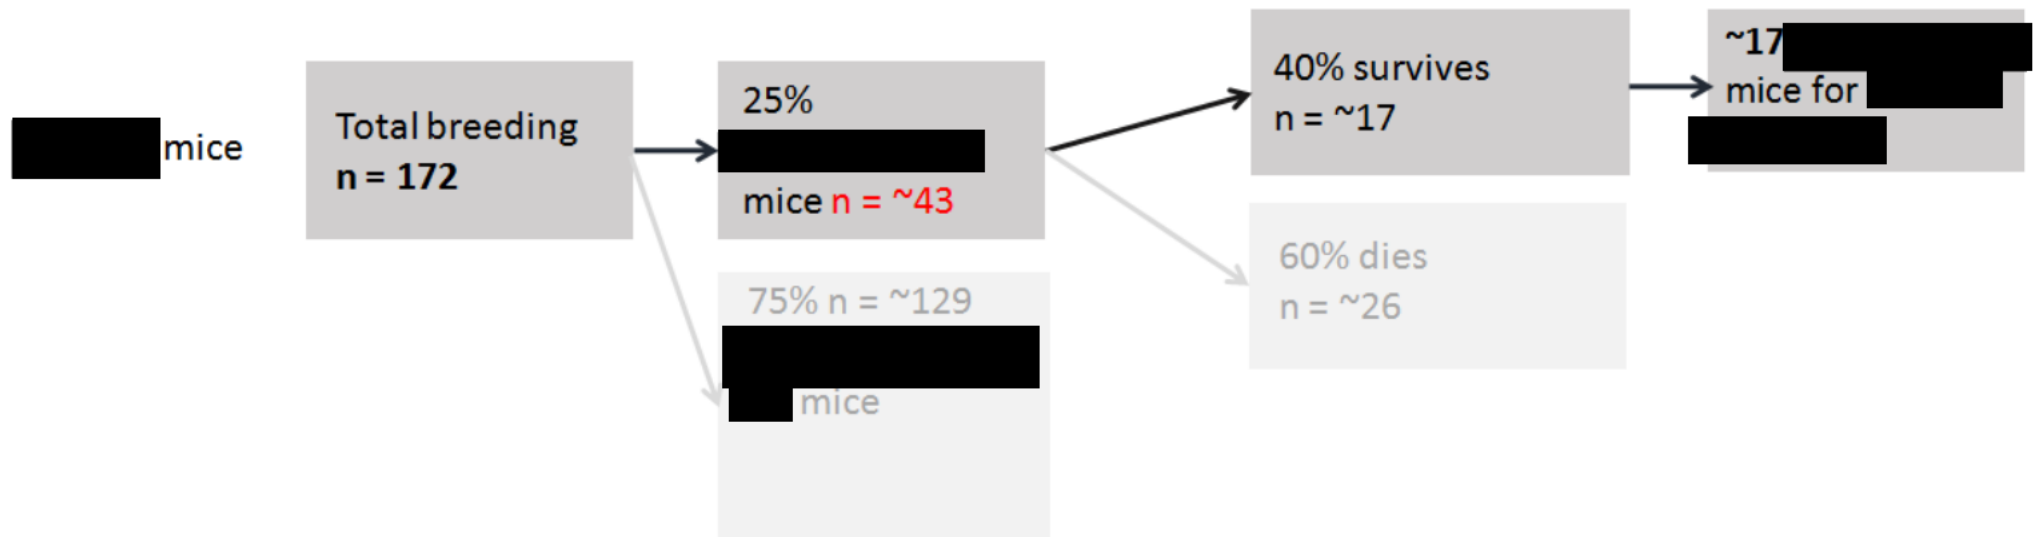 mice
Total breeding
n = 172
25%
mice n = ~43
75% n = ~129
mice
40% survives
n = ~17
60% dies
n = ~26
~17
mice for